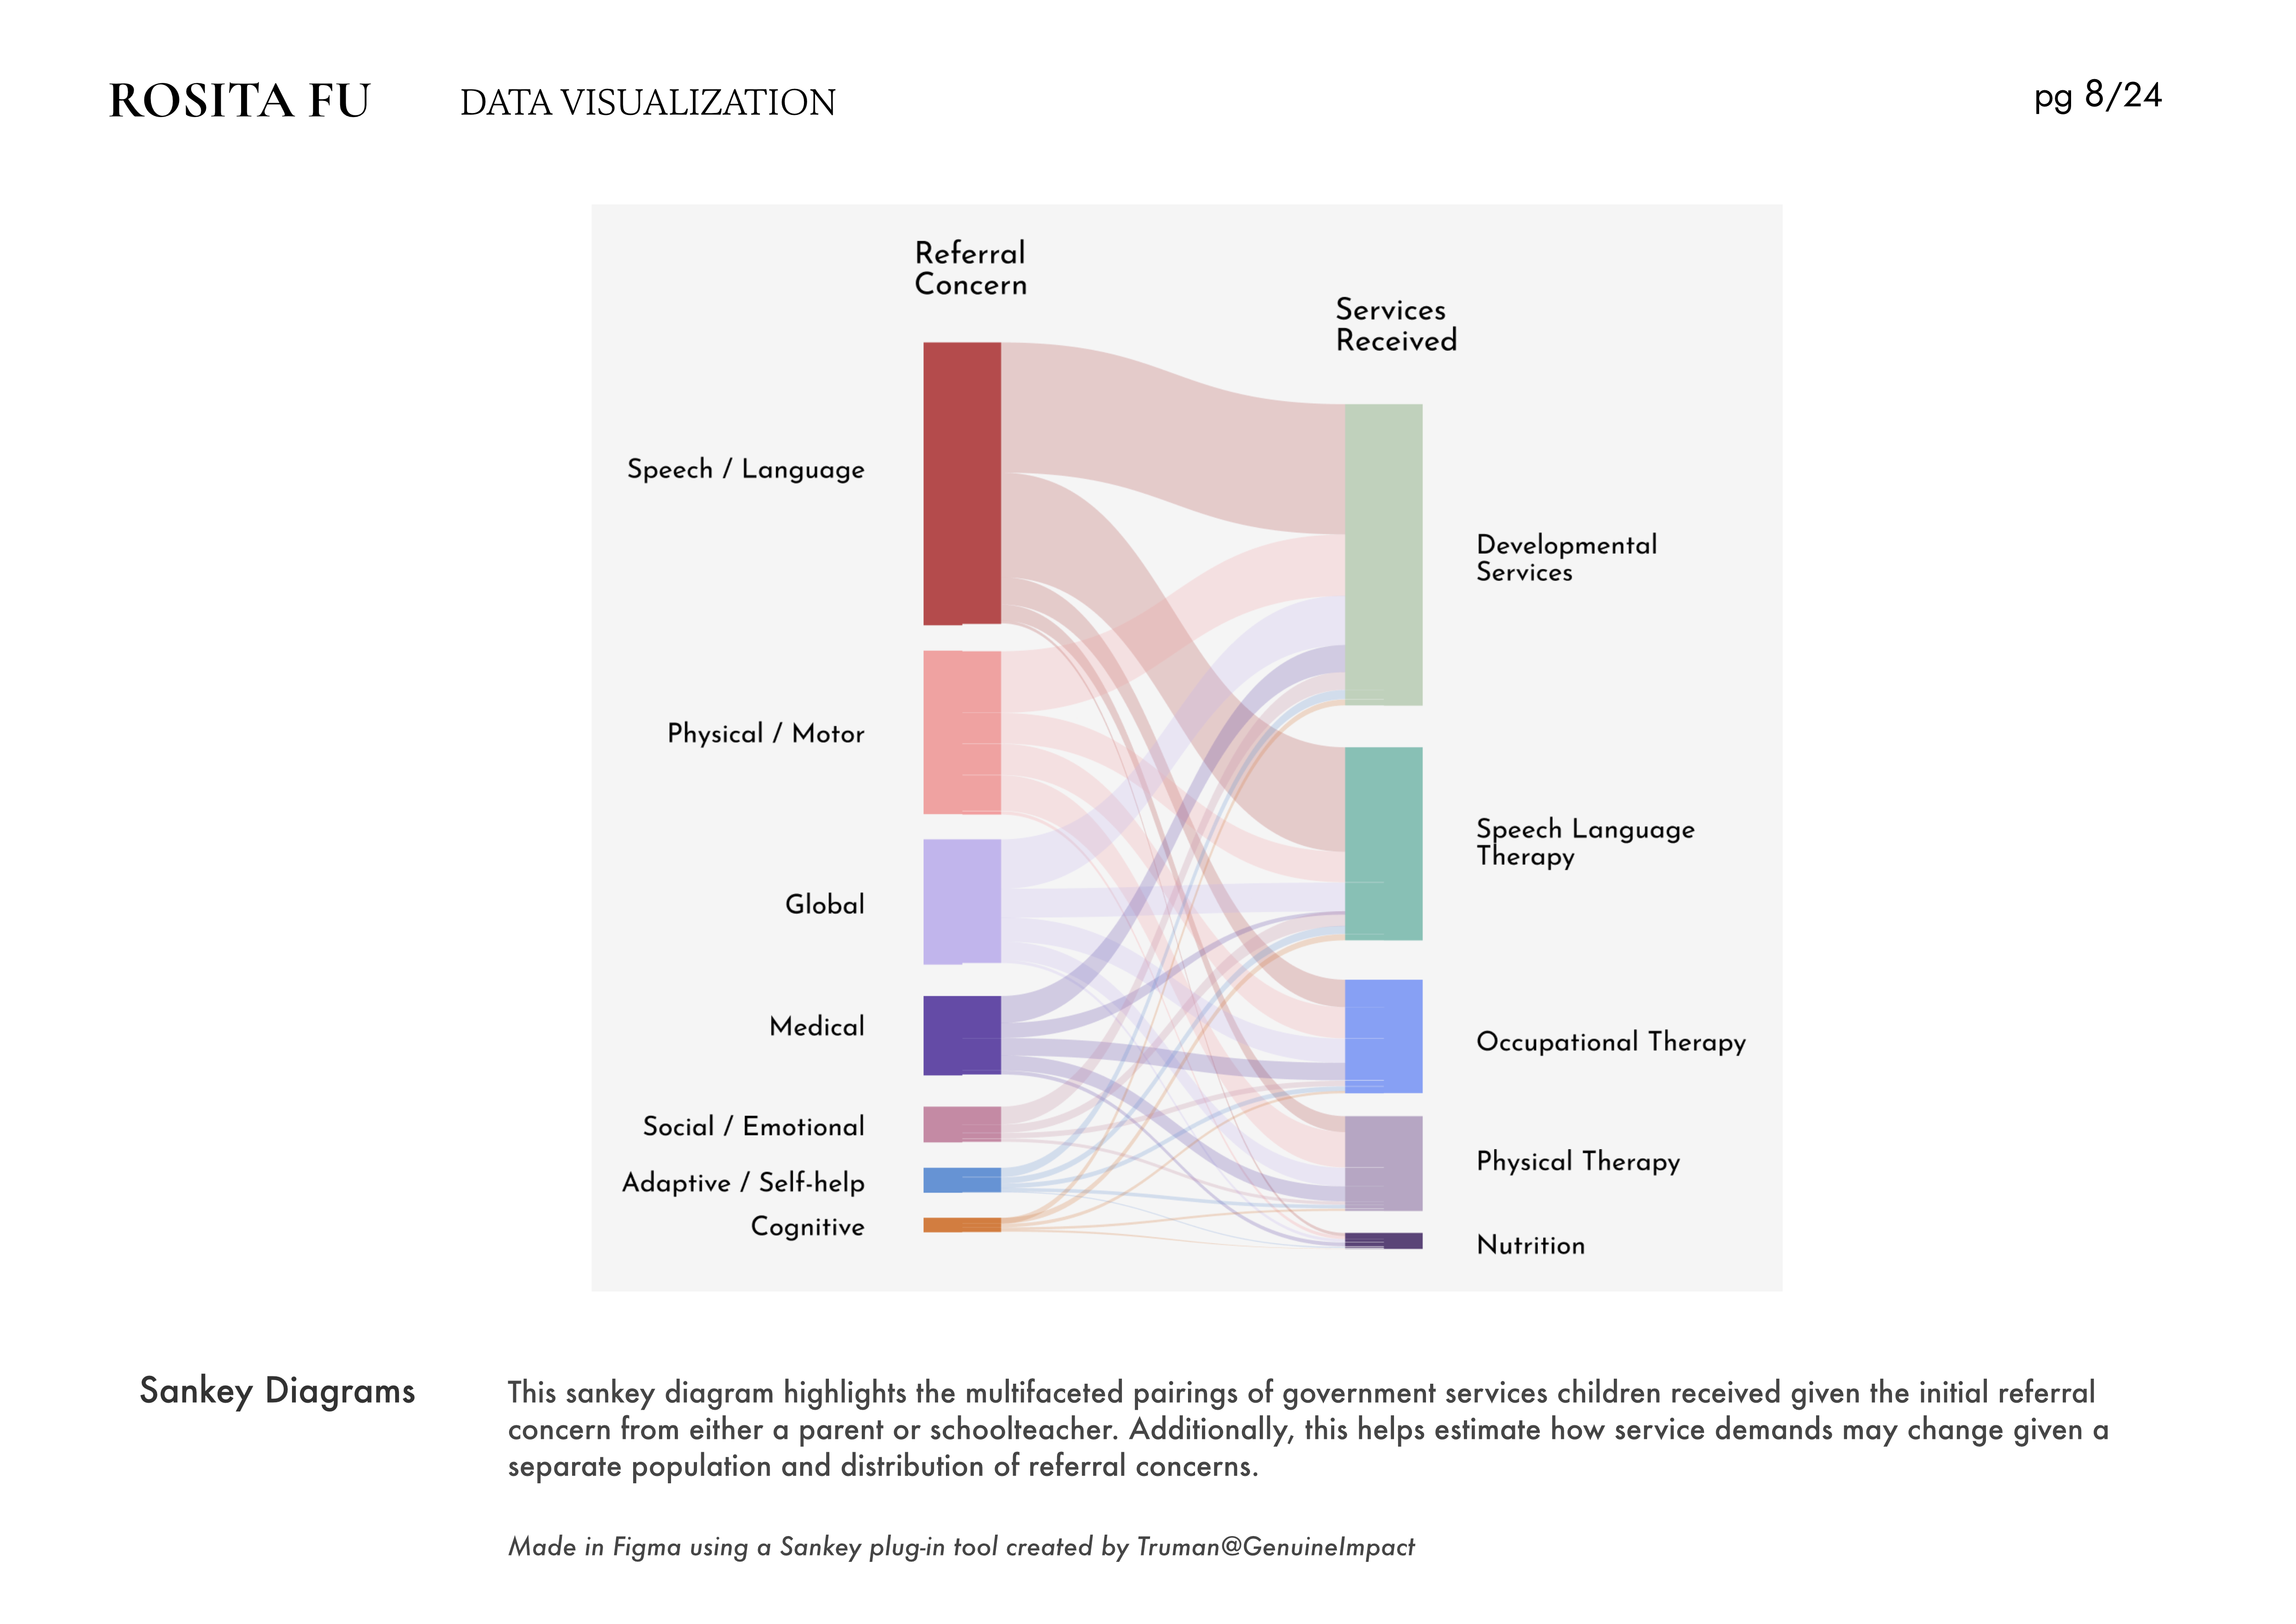 ROSITA FU
DATA VISUALIZATION
pg 8/24
Referral
Concern
Services
Received
Speech / Language
Physical / Motor
Global
Medical
Social / Emotional
Adaptive / Self-help
Cognitive
Developmental
Services
Speech Language
Therapy
Occupational Therapy
Physical Therapy
Nutrition
Sankey Diagrams
This sankey diagram highlights the multifaceted pairings of government services children received given the initial referral
concern from either a parent or schoolteacher. Additionally, this helps estimate how service demands may change given a
separate population and distribution of referral concerns.
Made in Figma using a Sankey plug-in tool created by Truman@GenuineImpact